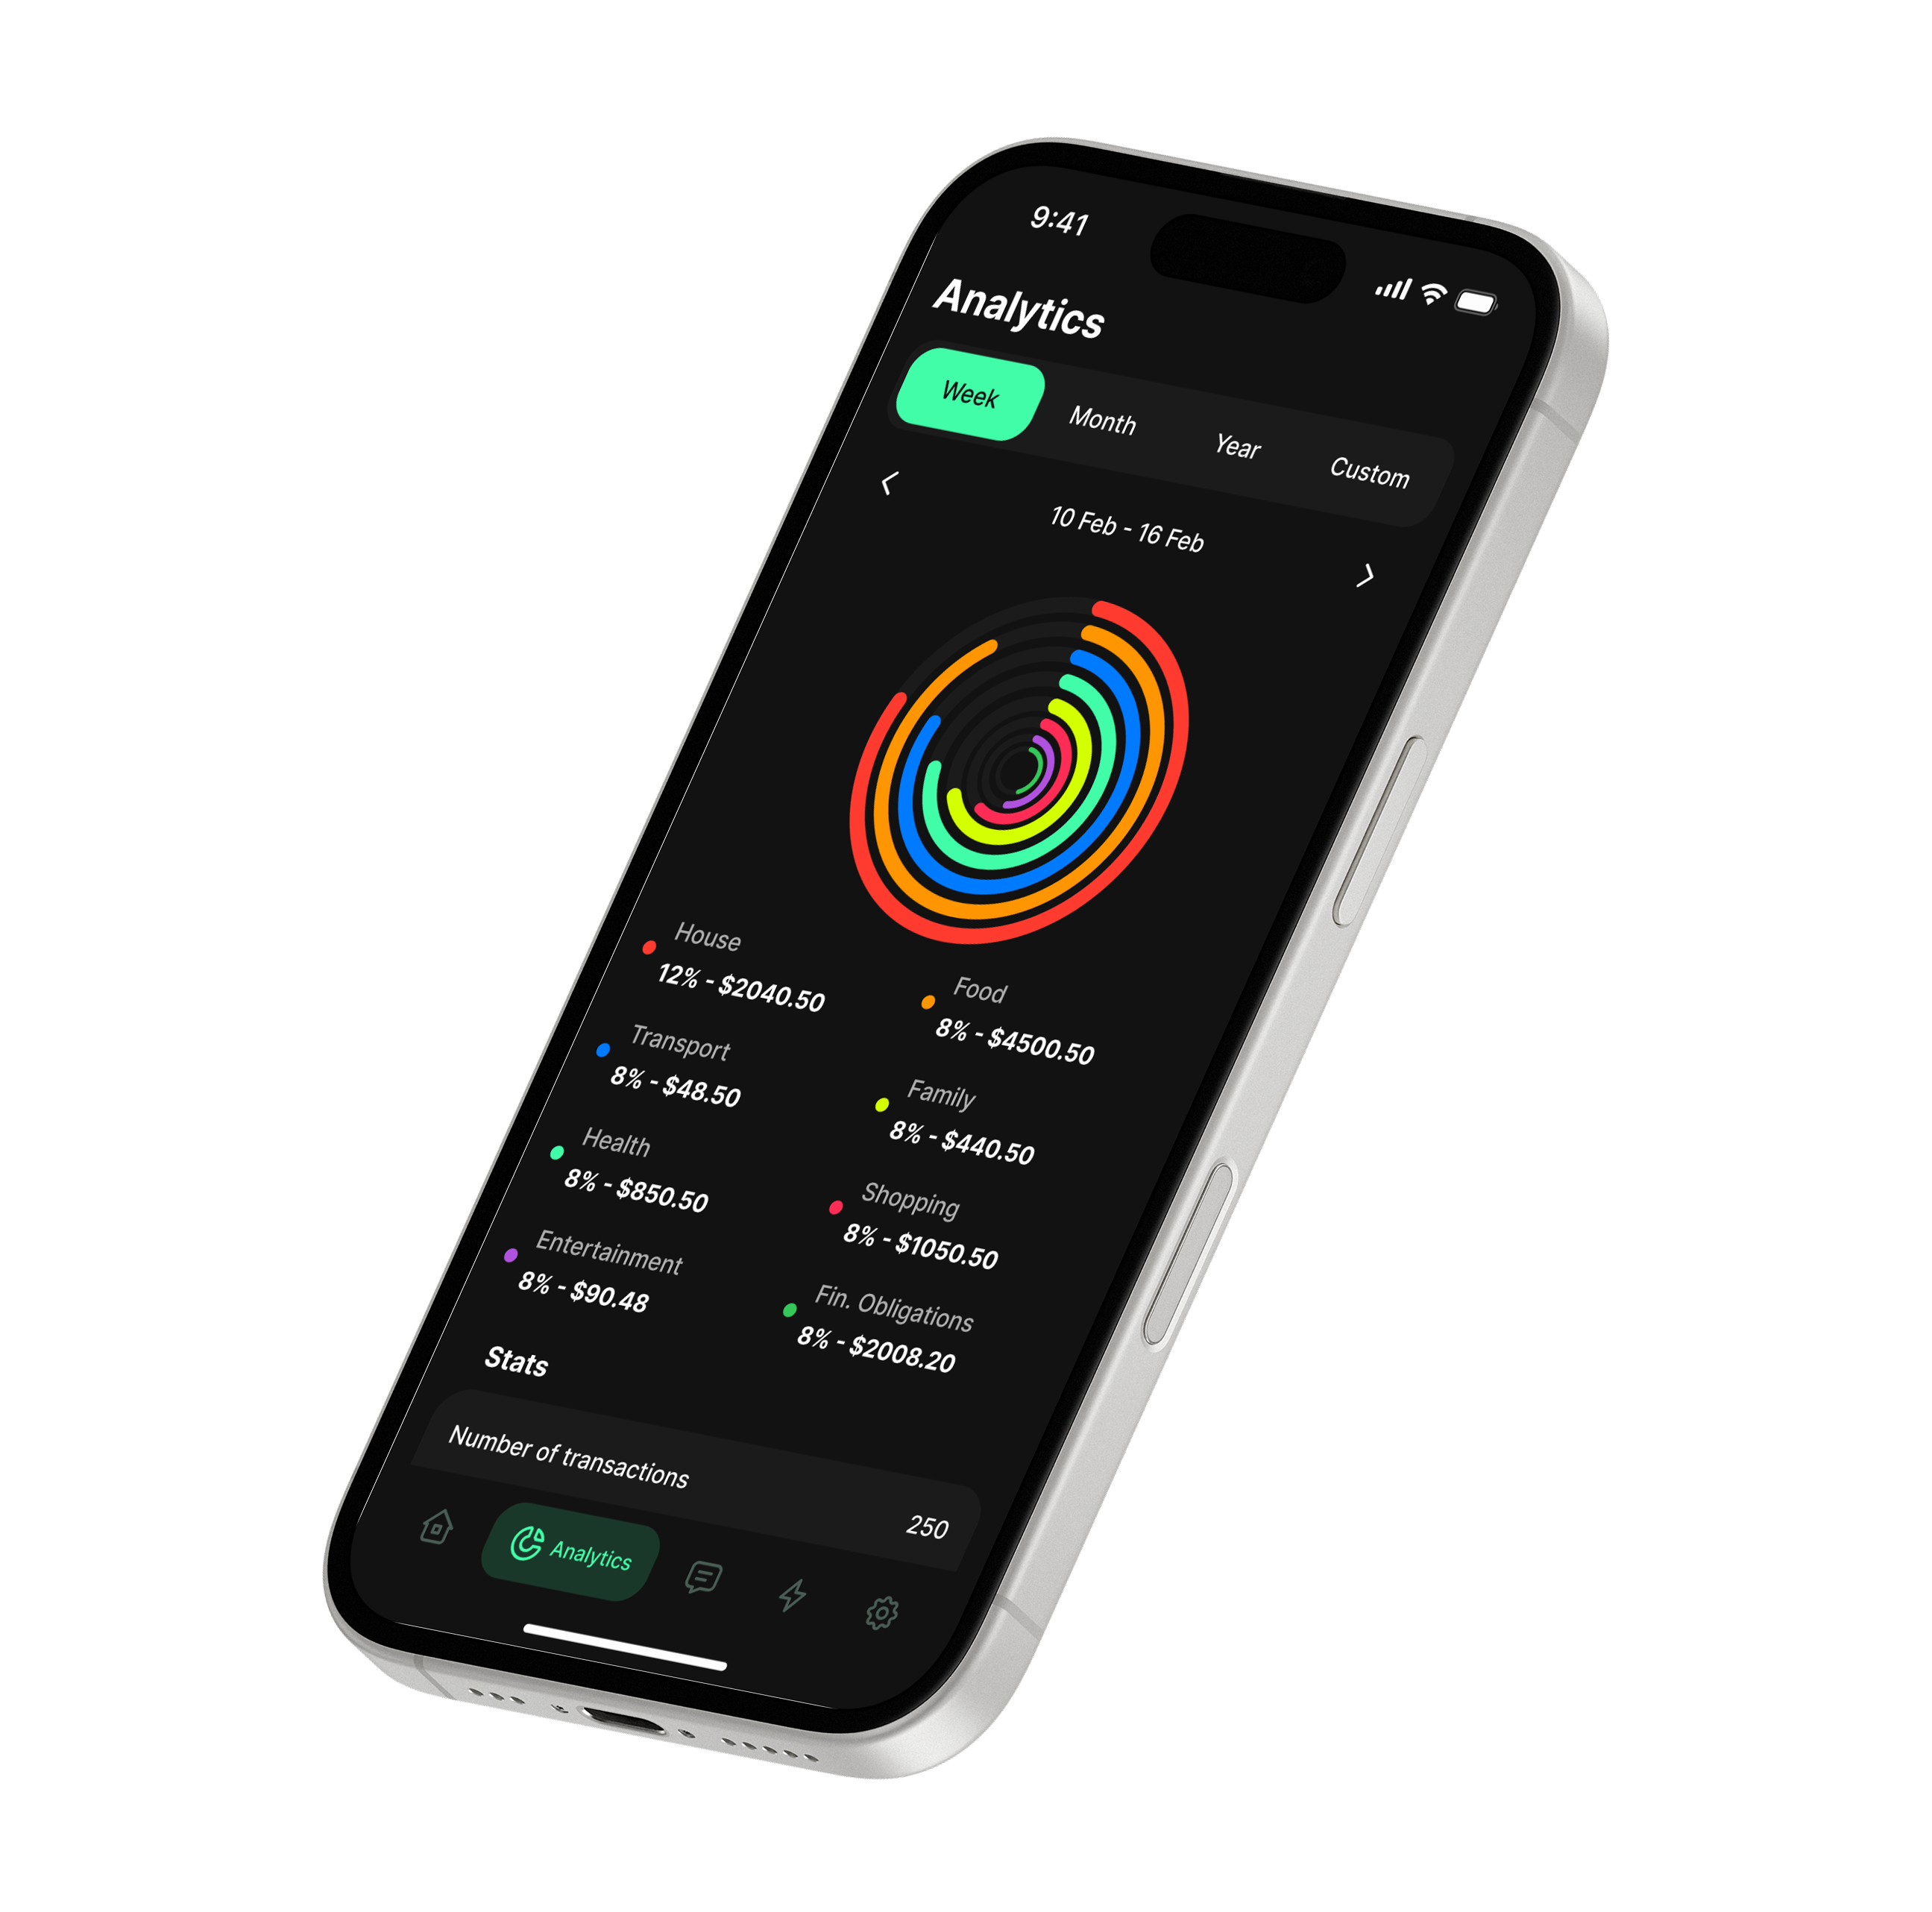 9:41
Analytics
Week Month Year Custom
10 Feb - 16 Feb
House
12% - $2040.50
Food
8% - $4500.50
Transport
8% - $48.50
Family
8% - $440.50
Health
8% - $850.50
Shopping
8% - $1050.50
Entertainment
8% - $90.48
Fin. Obligations
8% - $2008.20
Stats
Number of transactions 250
Analytics